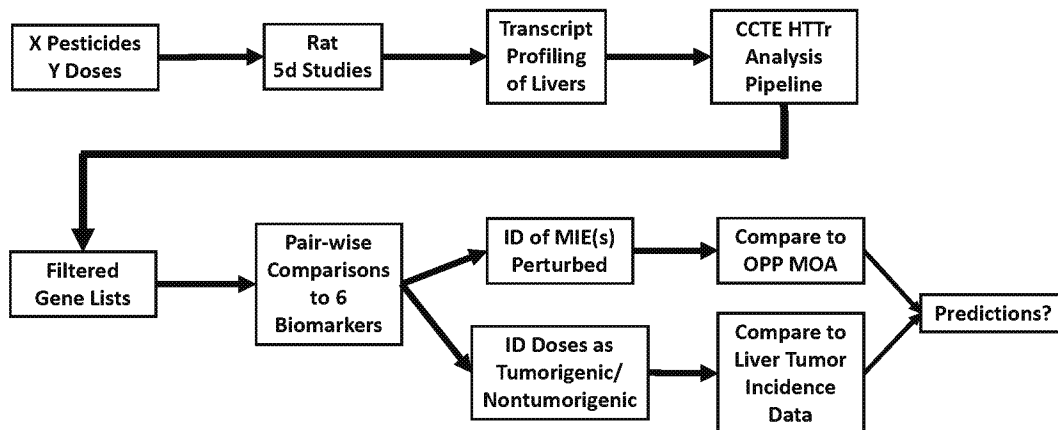 X Pesticides
Y Doses
Rat
5d Studies
Transcript
Profiling
of Livers
CCTE HTTr
Analysis
Pipeline
Filtered
Gene Lists
Pair-wise
Comparisons
to 6
Biomarkers
ID of MIE(s)
Perturbed
Compare to
OPP MOA
ID Doses as
Tumorigenic/
Nontumorigenic
Compare to
Liver Tumor
Incidence
Data
Predictions?